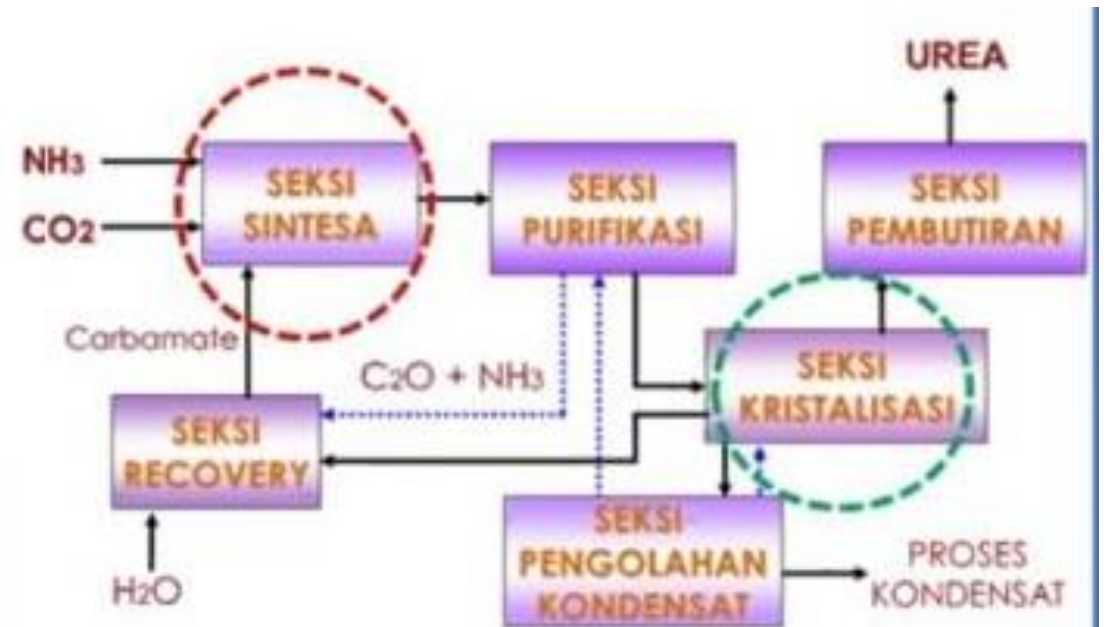 UREA
NH3
CO2
SEKSI
SINTESA
SEKSI
PURIFIKASI
SEKSI
PEMBUTIRAN
Carbamate
C2O + NH3
SEKSI
KRISTALISASI
SEKSI
RECOVERY
H2O
SEKSI
PENGOLAHAN
KONDENSAT
PROSES
KONDENSAT